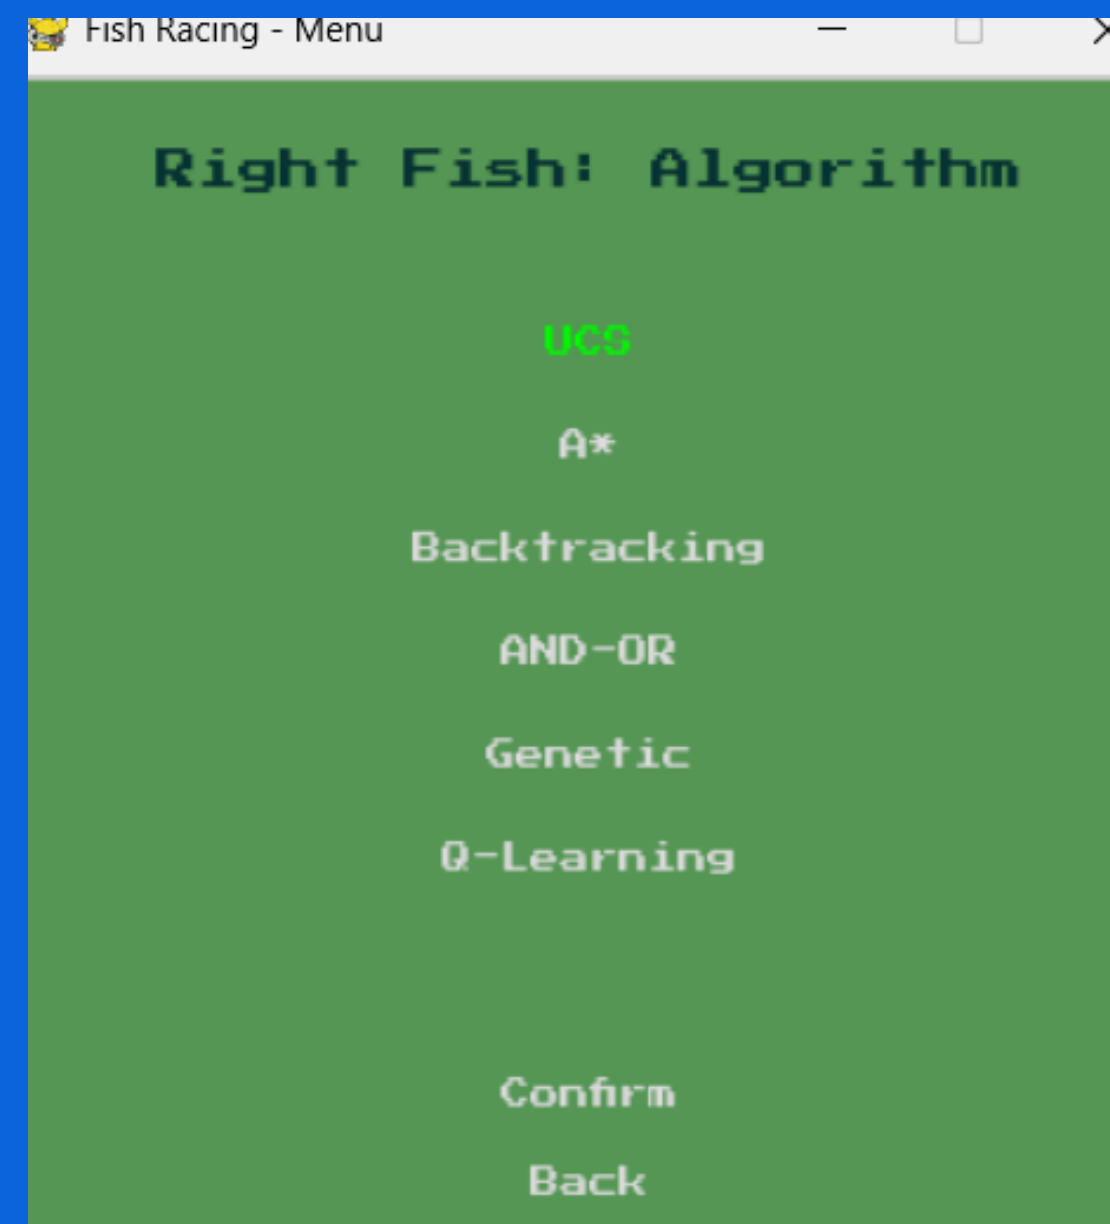 Fish Racing - Menu
Right Fish: Algorithm
UCS
A*
Backtracking
AND-OR
Genetic
Q-Learning
Confirm
Back